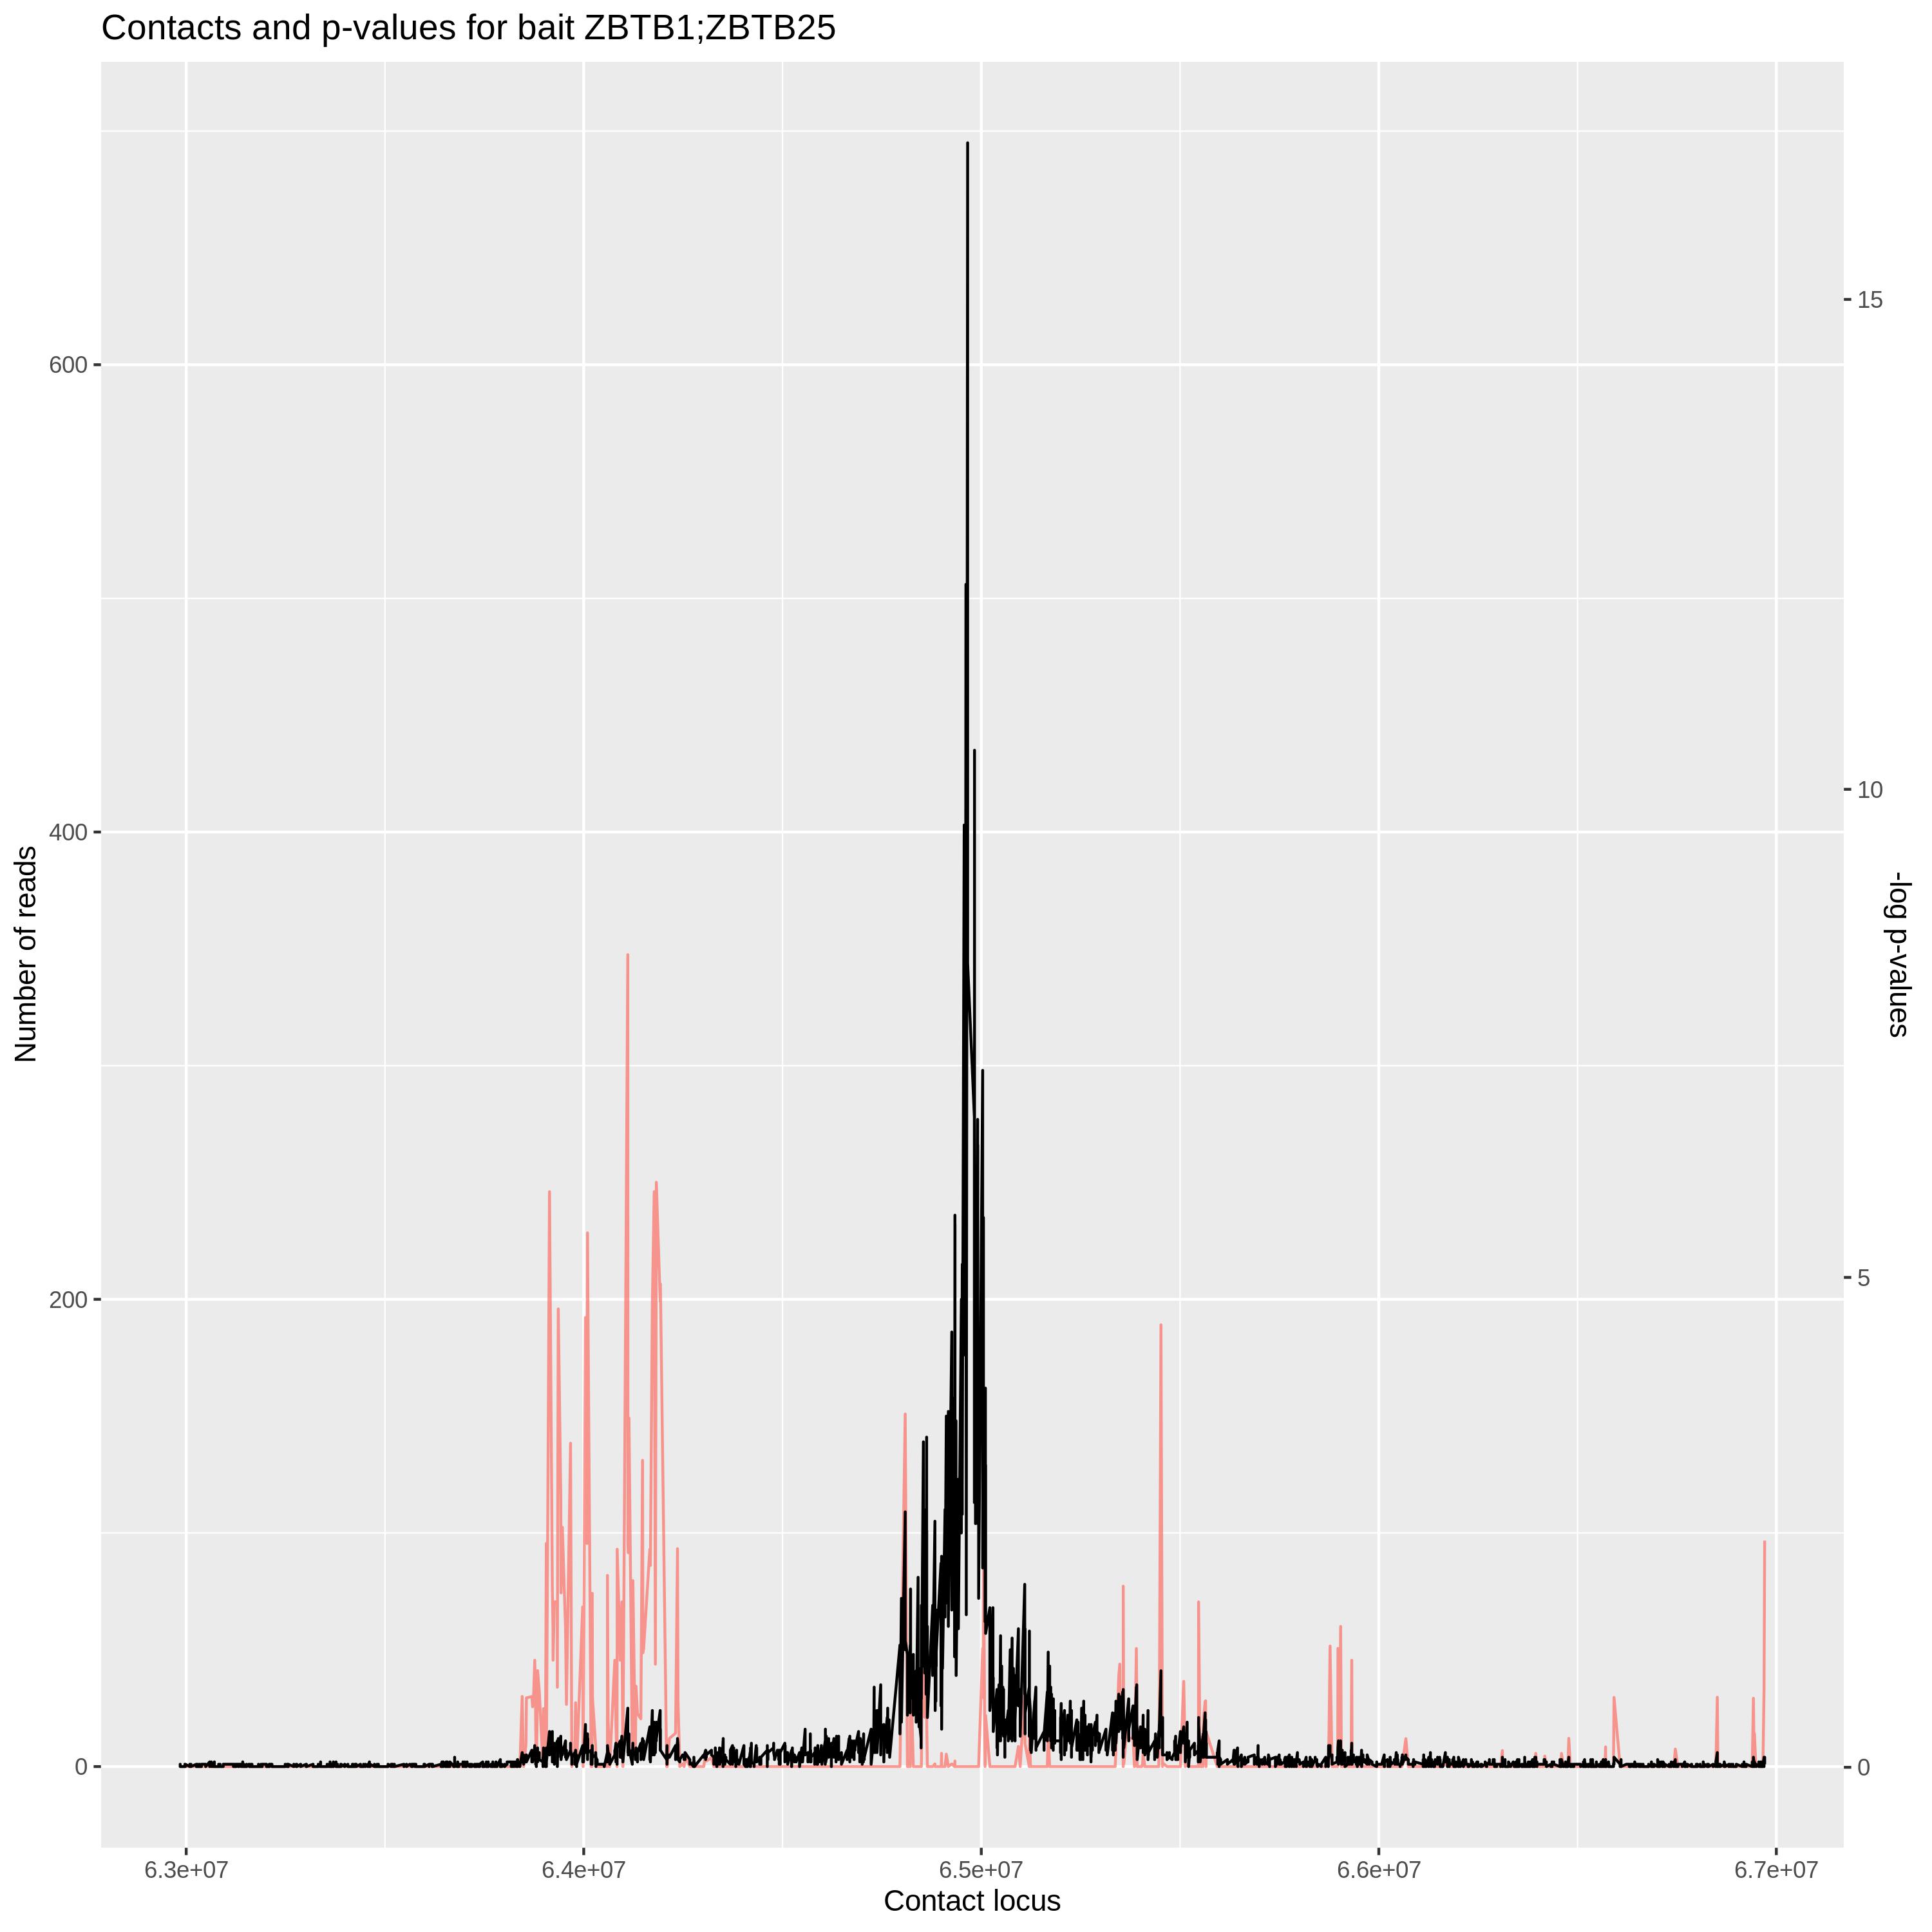 Contacts and p-values for bait ZBTB1;ZBTB25
Number of reads
600
400
200
0
15
10
5
0
-log p-values
6.3e+07 6.4e+07 6.5e+07 6.6e+07 6.7e+07
Contact locus